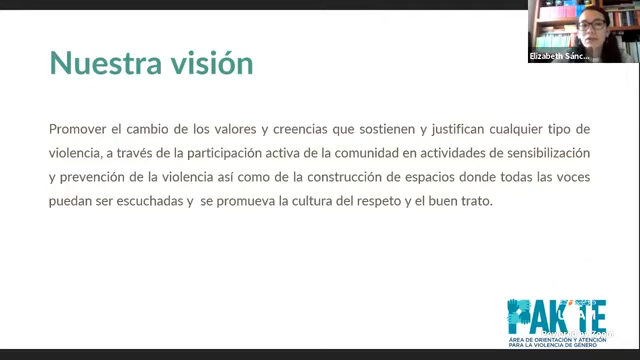 Elizabeth Sánc...
Nuestra visión
Promover el cambio de los valores y creencias que sostienen y justifican cualquier tipo de
violencia, a través de la participación activa de la comunidad en actividades de sensibilización
y prevención de la violencia así como de la construcción de espacios donde todas las voces
puedan ser escuchadas y se promueva la cultura del respeto y el buen trato.
PAK'TE
ÁREA DE ORIENTACIÓN Y ATENCIÓN
PARA LA VIOLENCIA DE GÉNERO